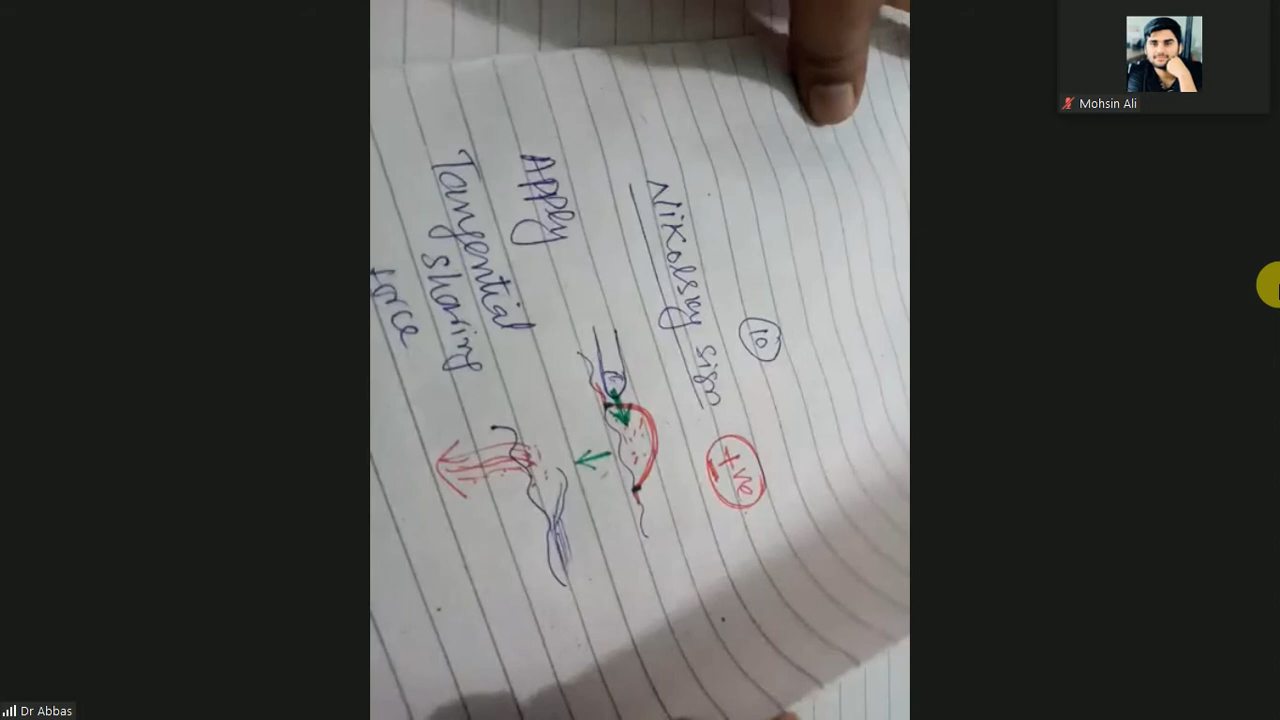 10
Nikolsky sign
+ve
Apply
Tangential
sharing
force
Mohsin Ali
Dr Abbas